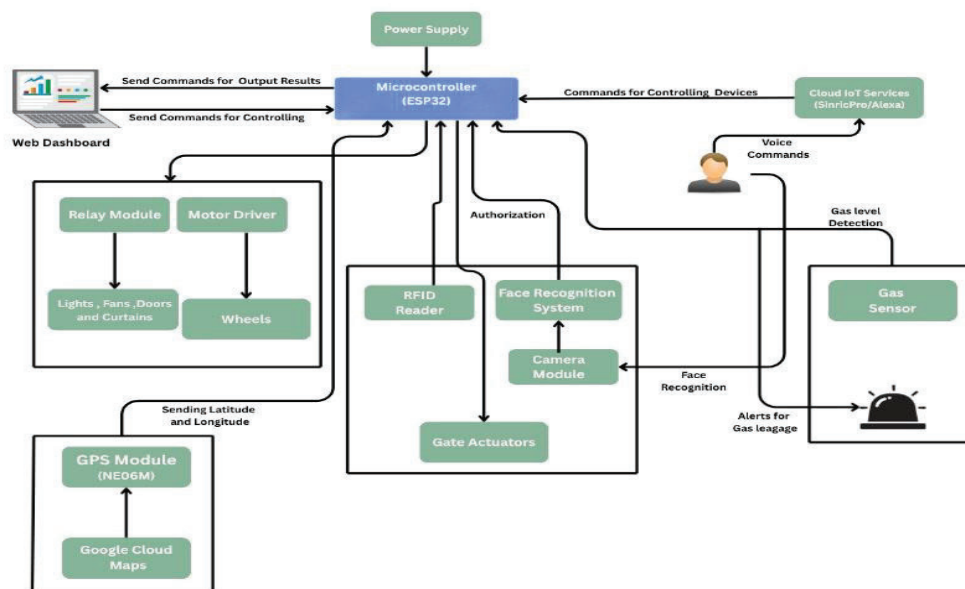 Power Supply
Send Commands for Output Results
Microcontroller
(ESP32)
Commands for Controlling Devices
Cloud IoT Services
(SinricPro/Alexa)
Send Commands for Controlling
Web Dashboard
Voice
Commands
Relay Module
Motor Driver
Authorization
Gas level
Detection
Lights , Fans ,Doors
and Curtains
Wheels
RFID
Reader
Face Recognition
System
Gas
Sensor
Camera
Module
Face
Recognition
Sending Latitude
and Longitude
Alerts for
Gas leagage
Gate Actuators
GPS Module
(NE06M)
Google Cloud
Maps